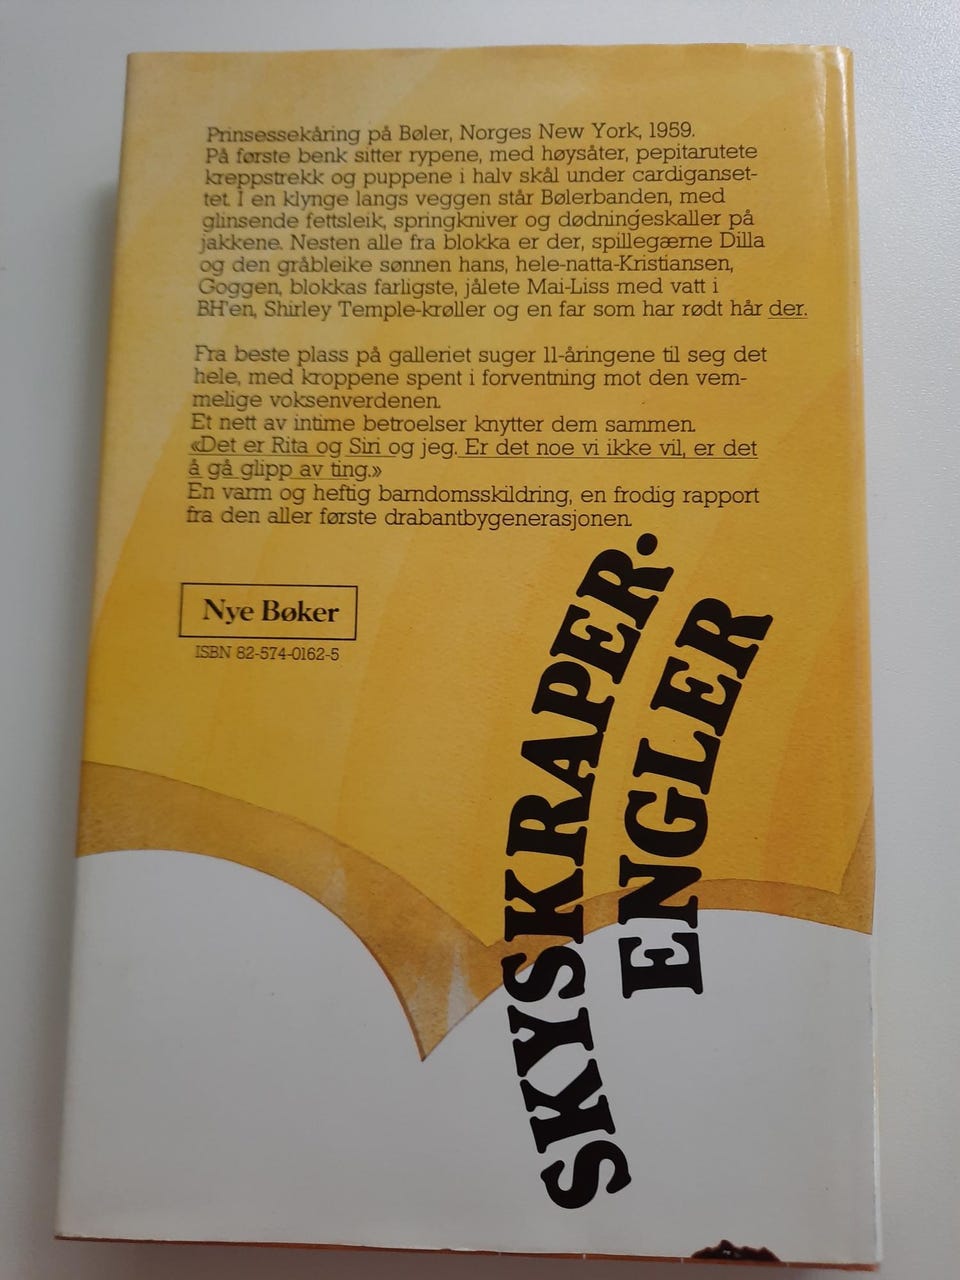 Prinsessekåring på Bøler, Norges New York, 1959.
På første benk sitter rypene, med høysåter, pepitarutete
kreppstrekk og puppene i halv skål under cardiganset-
tet. I en klynge langs veggen står Bølerbanden, med
glinsende fettsleik, springkniver og dødningeskaller på
jakkene. Nesten alle fra blokka er der, spillegærne Dilla
og den gråbleike sønnen hans, hele-natta-Kristiansen,
Goggen, blokkas farligste, jålete Mai-Liss med vatt i
BH'en, Shirley Temple-krøller og en far som har rødt hår der.
Fra beste plass på galleriet suger 11-åringene til seg det
hele, med kroppene spent i forventning mot den vem-
melige voksenverdenen.
Et nett av intime betroelser knytter dem sammen.
«Det er Rita og Siri og jeg. Er det noe vi ikke vil, er det
å gå glipp av ting.»
En varm og heftig barndomsskildring, en frodig rapport
fra den aller første drabantbygenerasjonen.
Nye Bøker
ISBN 82-574-0162-5
SKYSKRAPER.
ENGLER